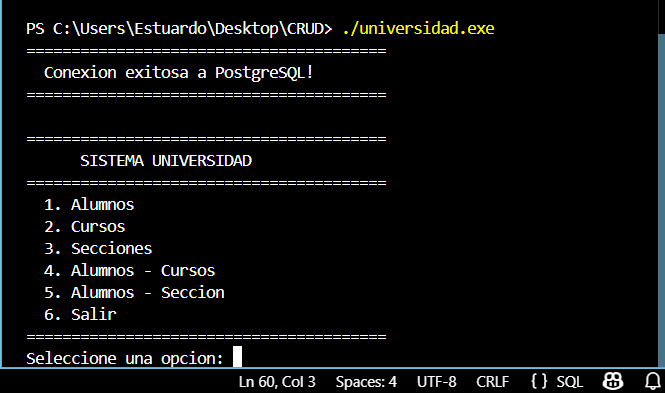 PS C:\Users\Estuardo\Desktop\CRUD> ./universidad.exe
========================================
Conexion exitosa a PostgreSQL!
========================================
========================================
SISTEMA UNIVERSIDAD
========================================
1. Alumnos
2. Cursos
3. Secciones
4. Alumnos - Cursos
5. Alumnos - Seccion
6. Salir
========================================
Seleccione una opcion:
Ln 60, Col 3 Spaces: 4 UTF-8 CRLF {} SQL